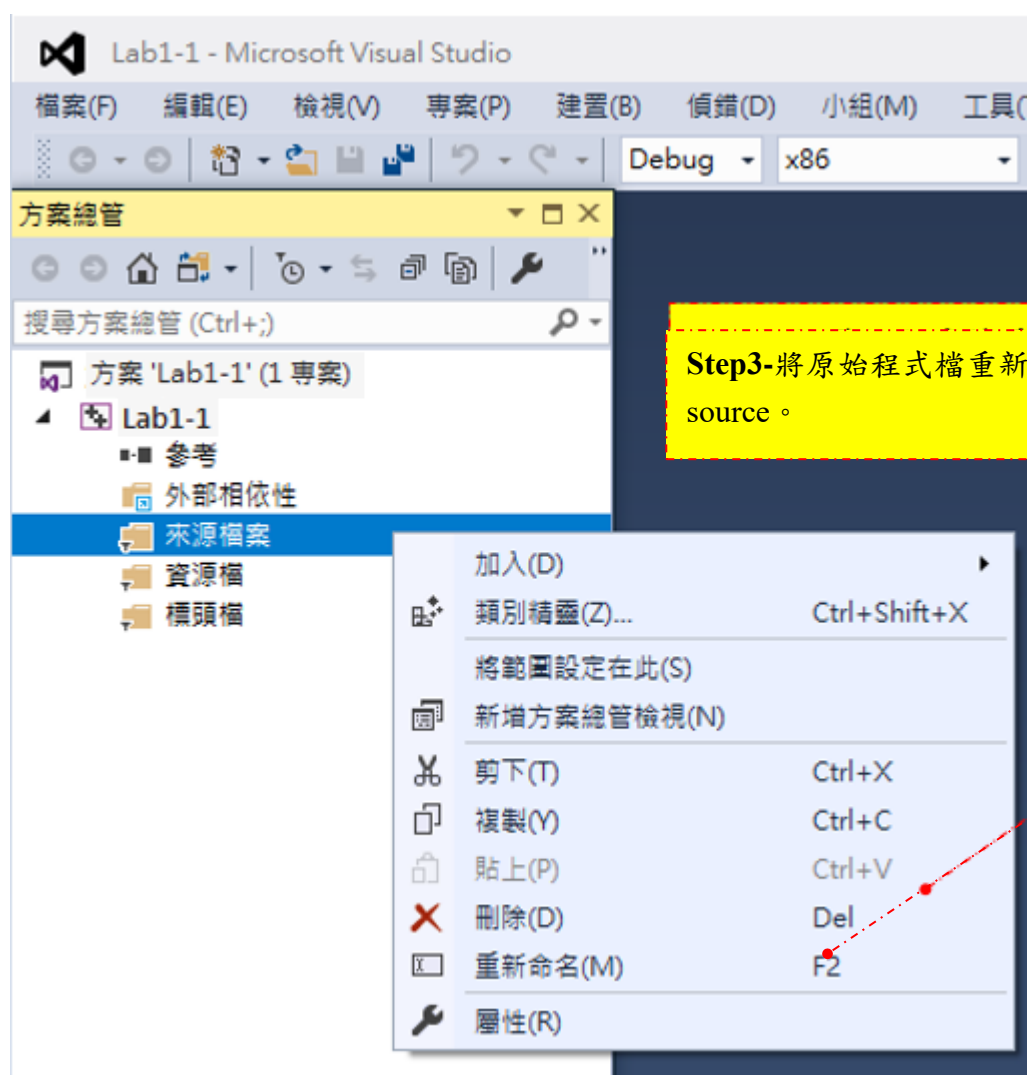 Lab1-1 - Microsoft Visual Studio
檔案(F) 編輯(E) 檢視(V) 專案(P) 建置(B) 偵錯(D) 小組(M) 工具(
Debug x86
方案總管
搜尋方案總管 (Ctrl+;)
方案 'Lab1-1' (1 專案)
Lab1-1
參考
外部相依性
來源檔案
資源檔
標頭檔
Step3-將原始程式檔重新
source。
加入(D)
類別精靈(Z)... Ctrl+Shift+X
將範圍設定在此(S)
新增方案總管檢視(N)
剪下(T) Ctrl+X
複製(Y) Ctrl+C
貼上(P) Ctrl+V
刪除(D) Del
重新命名(M) F2
屬性(R)